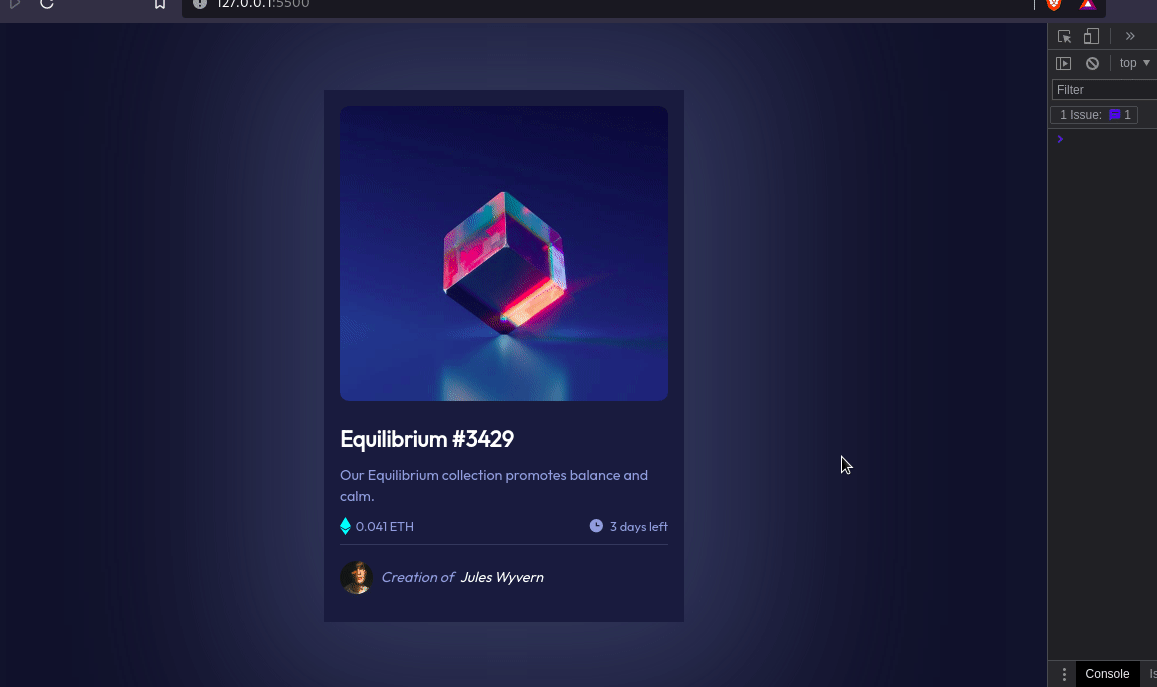 127.0.0.1:5500
top
Filter
1 Issue: 1
Equilibrium #3429
Our Equilibrium collection promotes balance and
calm.
0.041 ETH
3 days left
Creation of Jules Wyvern
Console